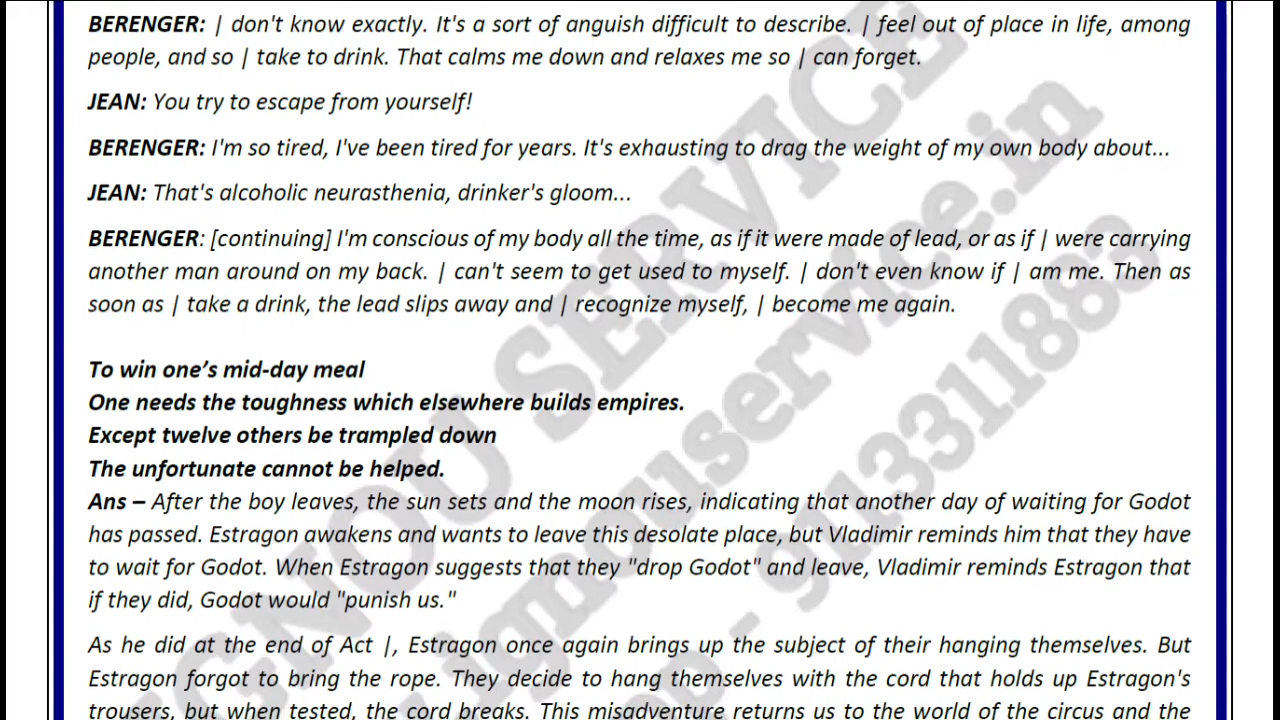 BERENGER: | don't know exactly. It's a sort of anguish difficult to describe. | feel out of place in life, among
people, and so | take to drink. That calms me down and relaxes me so | can forget.
JEAN: You try to escape from yourself!
BERENGER: I'm so tired, I've been tired for years. It's exhausting to drag the weight of my own body about...
JEAN: That's alcoholic neurasthenia, drinker's gloom...
BERENGER: [continuing] I'm conscious of my body all the time, as if it were made of lead, or as if | were carrying
another man around on my back. | can't seem to get used to myself. | don't even know if | am me. Then as
soon as | take a drink, the lead slips away and | recognize myself, | become me again.
To win one’s mid-day meal
One needs the toughness which elsewhere builds empires.
Except twelve others be trampled down
The unfortunate cannot be helped.
Ans – After the boy leaves, the sun sets and the moon rises, indicating that another day of waiting for Godot
has passed. Estragon awakens and wants to leave this desolate place, but Vladimir reminds him that they have
to wait for Godot. When Estragon suggests that they "drop Godot" and leave, Vladimir reminds Estragon that
if they did, Godot would "punish us."
As he did at the end of Act |, Estragon once again brings up the subject of their hanging themselves. But
Estragon forgot to bring the rope. They decide to hang themselves with the cord that holds up Estragon's
trousers, but when tested, the cord breaks. This misadventure returns us to the world of the circus and the
IGNOU SERVICE
ignouservice.in
- 9113311883